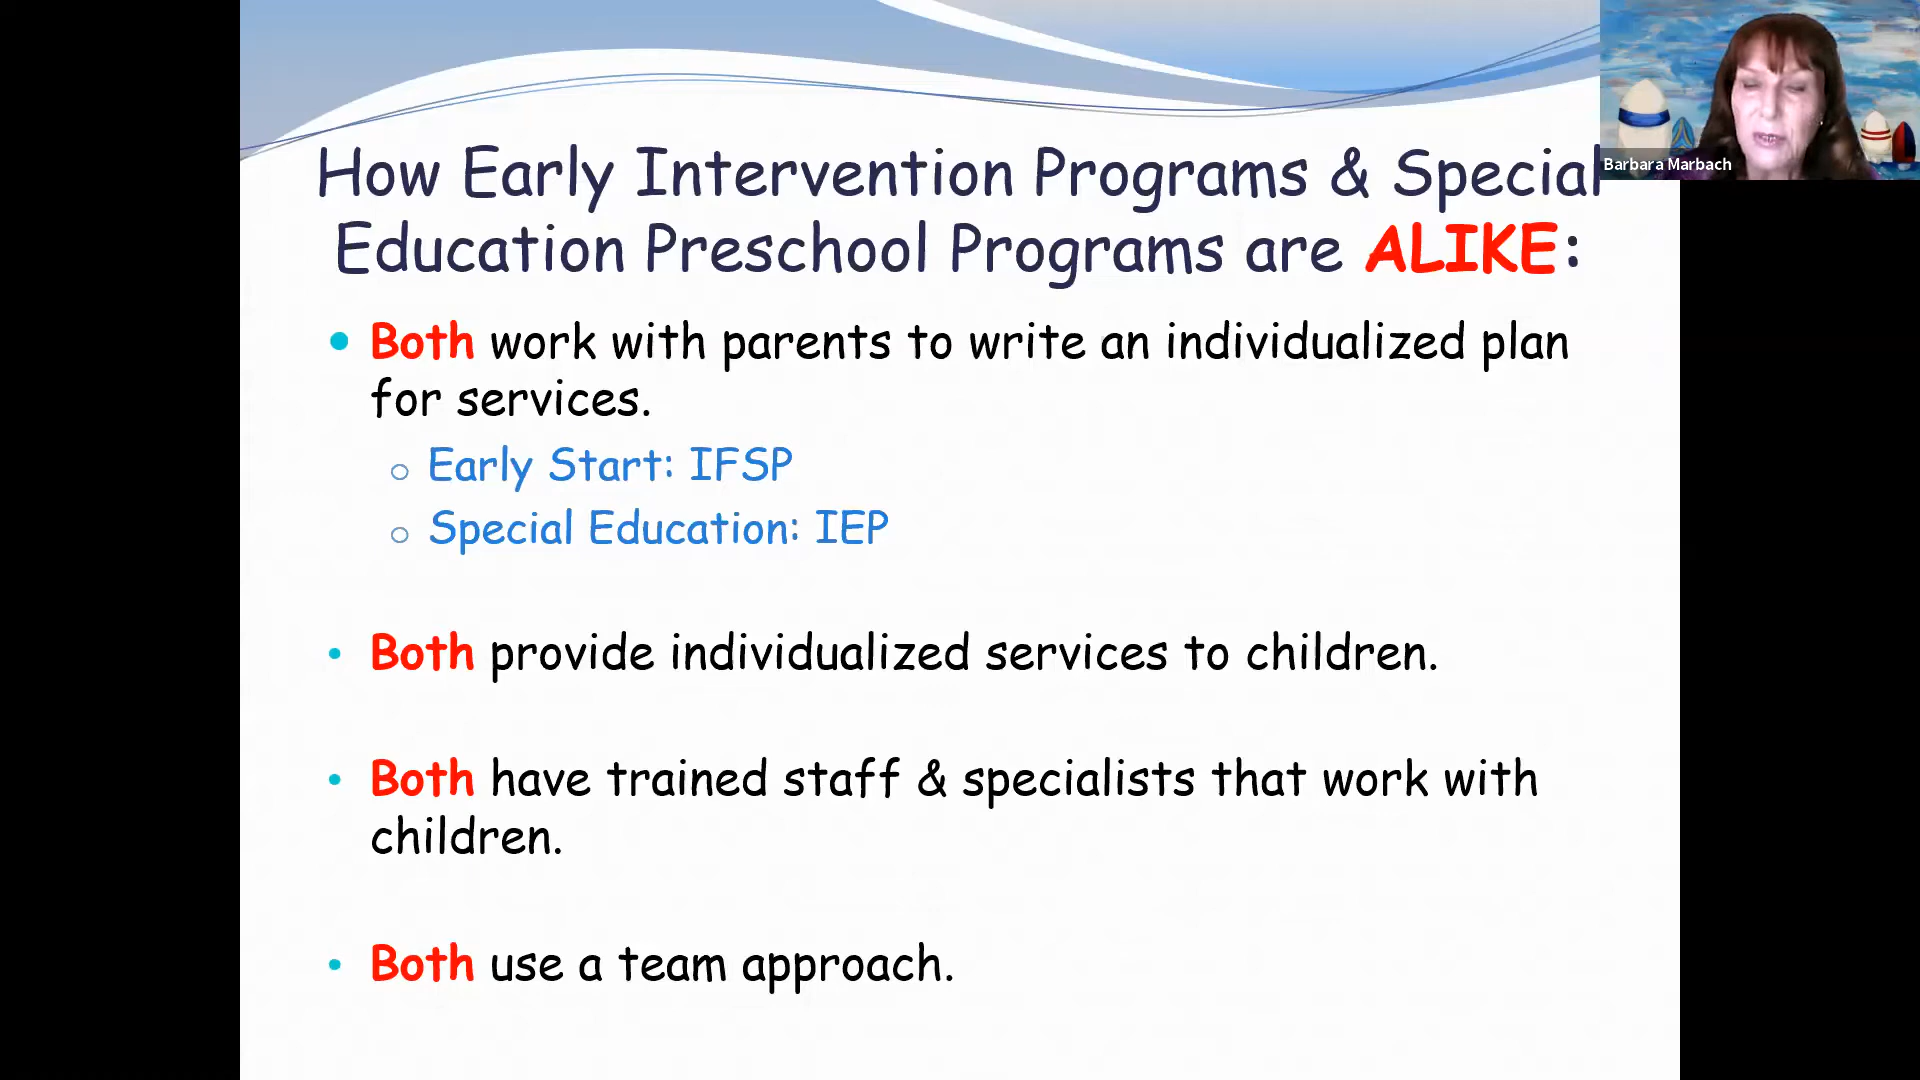 How Early Intervention Programs & Special
Education Preschool Programs are ALIKE:
Barbara Marbach
• Both work with parents to write an individualized plan
for services.
o Early Start: IFSP
o Special Education: IEP
• Both provide individualized services to children.
• Both have trained staff & specialists that work with
children.
• Both use a team approach.